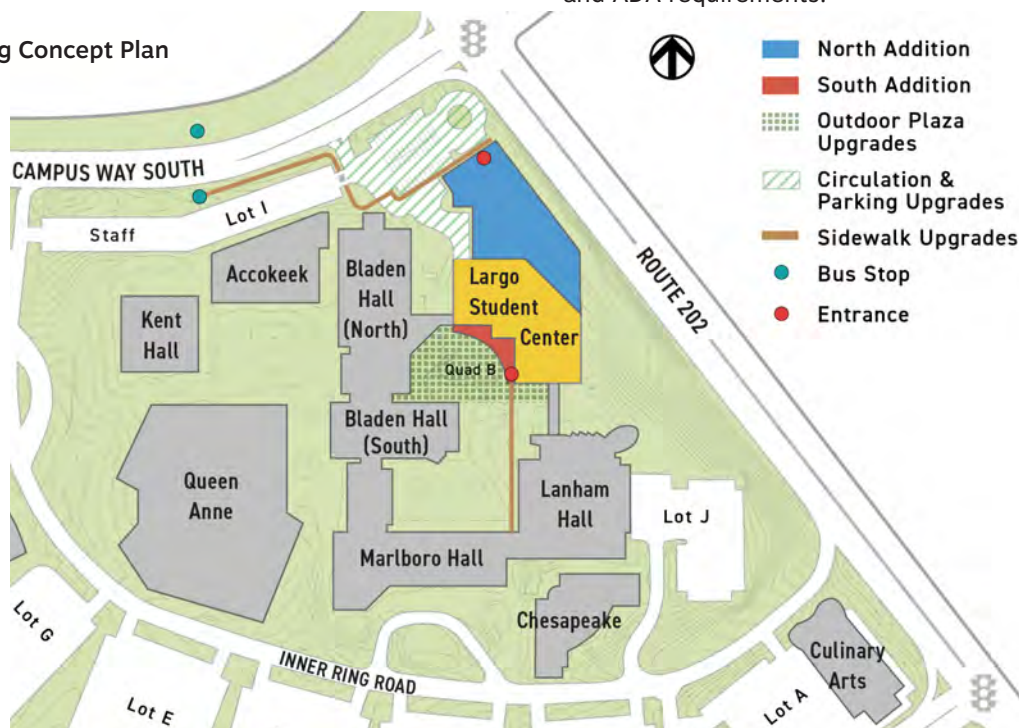 and ADA requirements.
g Concept Plan
North Addition
South Addition
Outdoor Plaza
Upgrades
Circulation &
Parking Upgrades
Sidewalk Upgrades
Bus Stop
Entrance
CAMPUS WAY SOUTH
Lot I
Staff
Accokeek
Bladen
Hall
(North)
Largo
Student
Center
ROUTE 202
Kent
Hall
Quad B
Bladen Hall
(South)
Queen
Anne
Lanham
Hall
Lot J
Marlboro Hall
Chesapeake
Lot G
INNER RING ROAD
Culinary
Arts
Lot E
Lot A